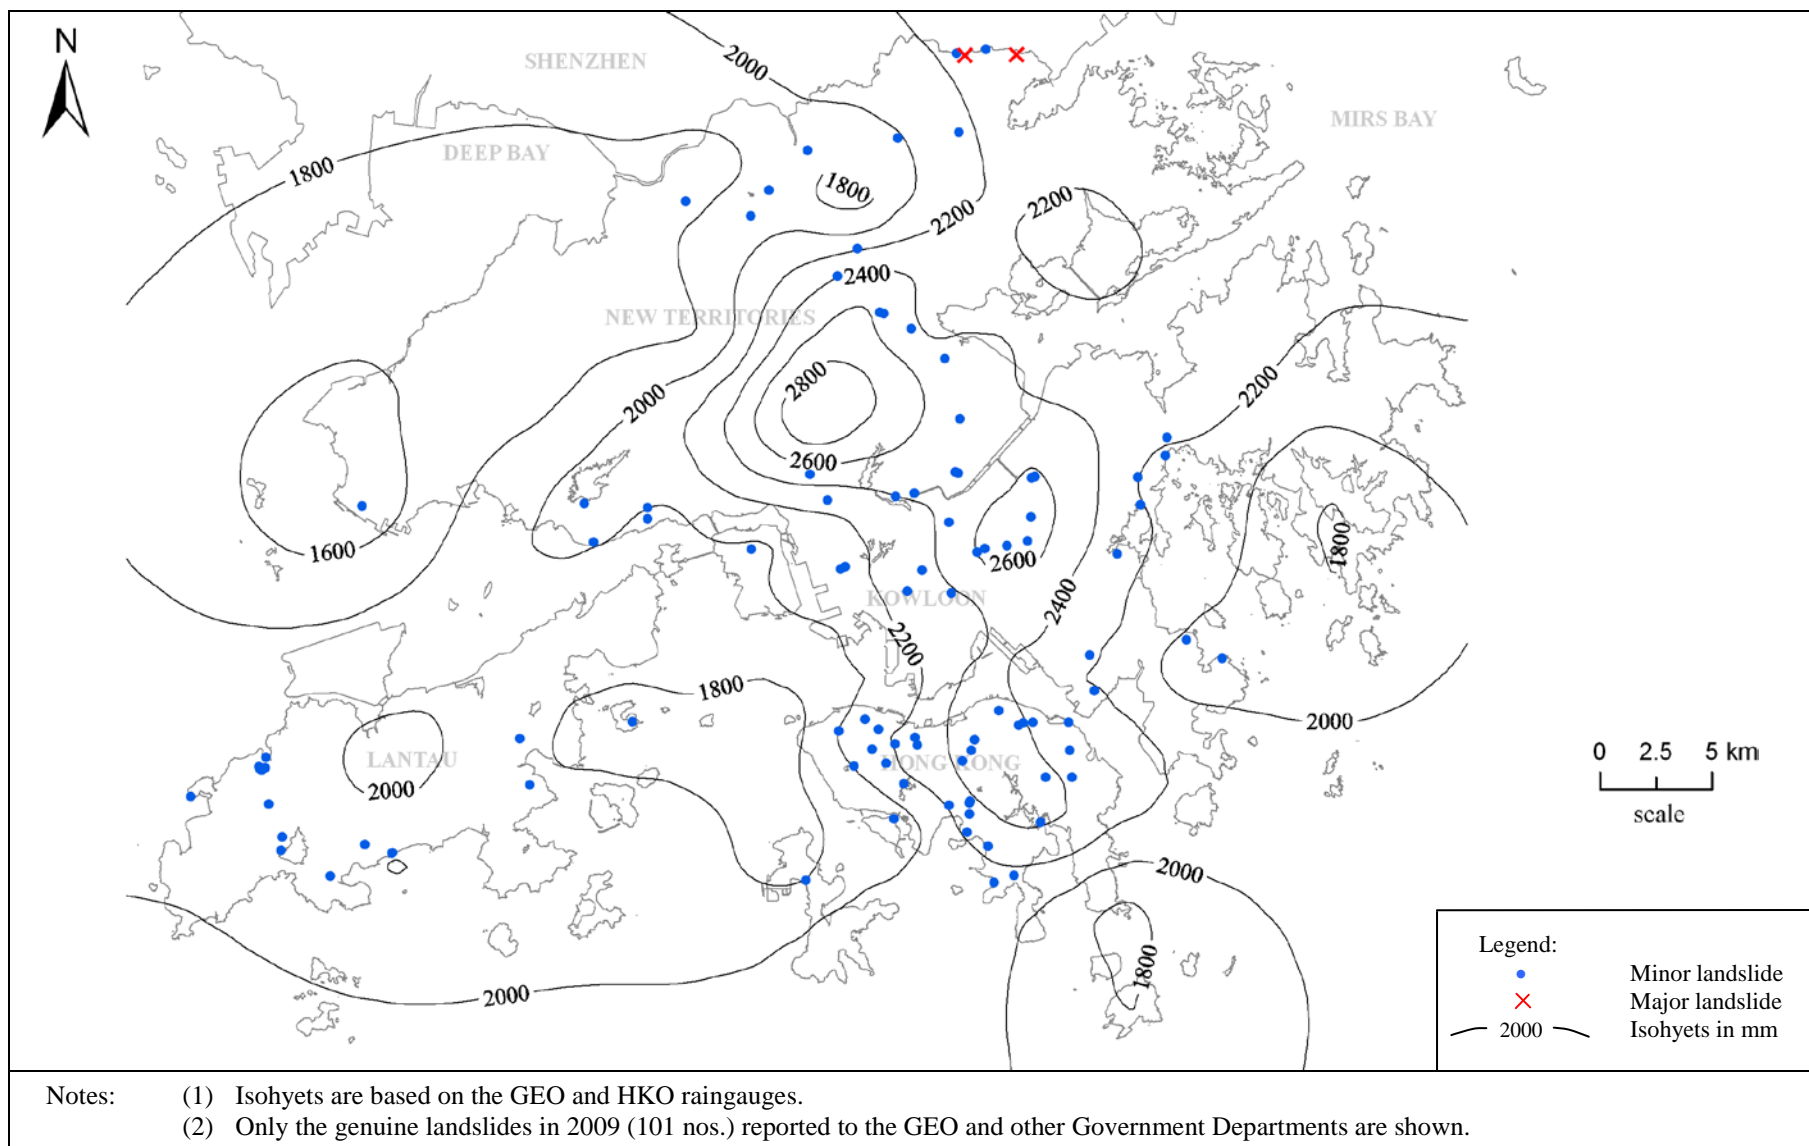 N
SHENZHEN
2000
MIRS BAY
DEEP BAY
1800
1800
2200
2200
2400
NEW TERRITORIES
2800
2000
2200
2600
1600
2600
1800
KOWLOON
2400
2200
1800
2000
LANTAU
2000
HONG KONG
0 2.5 5 km
scale
2000
1800
2000
Legend:
Minor landslide
Major landslide
2000 Isohyets in mm
Notes: (1) Isohyets are based on the GEO and HKO raingauges.
(2) Only the genuine landslides in 2009 (101 nos.) reported to the GEO and other Government Departments are shown.